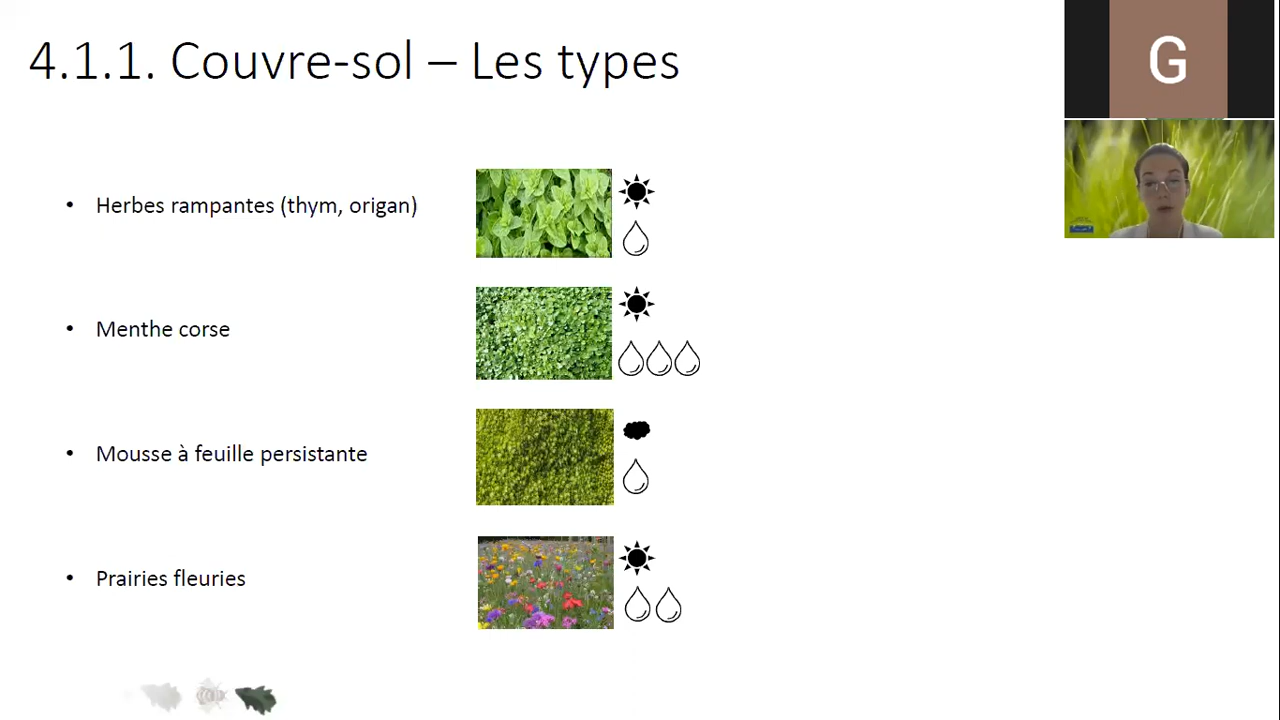 4.1.1. Couvre-sol – Les types
G
• Herbes rampantes (thym, origan)
• Menthe corse
• Mousse à feuille persistante
• Prairies fleuries